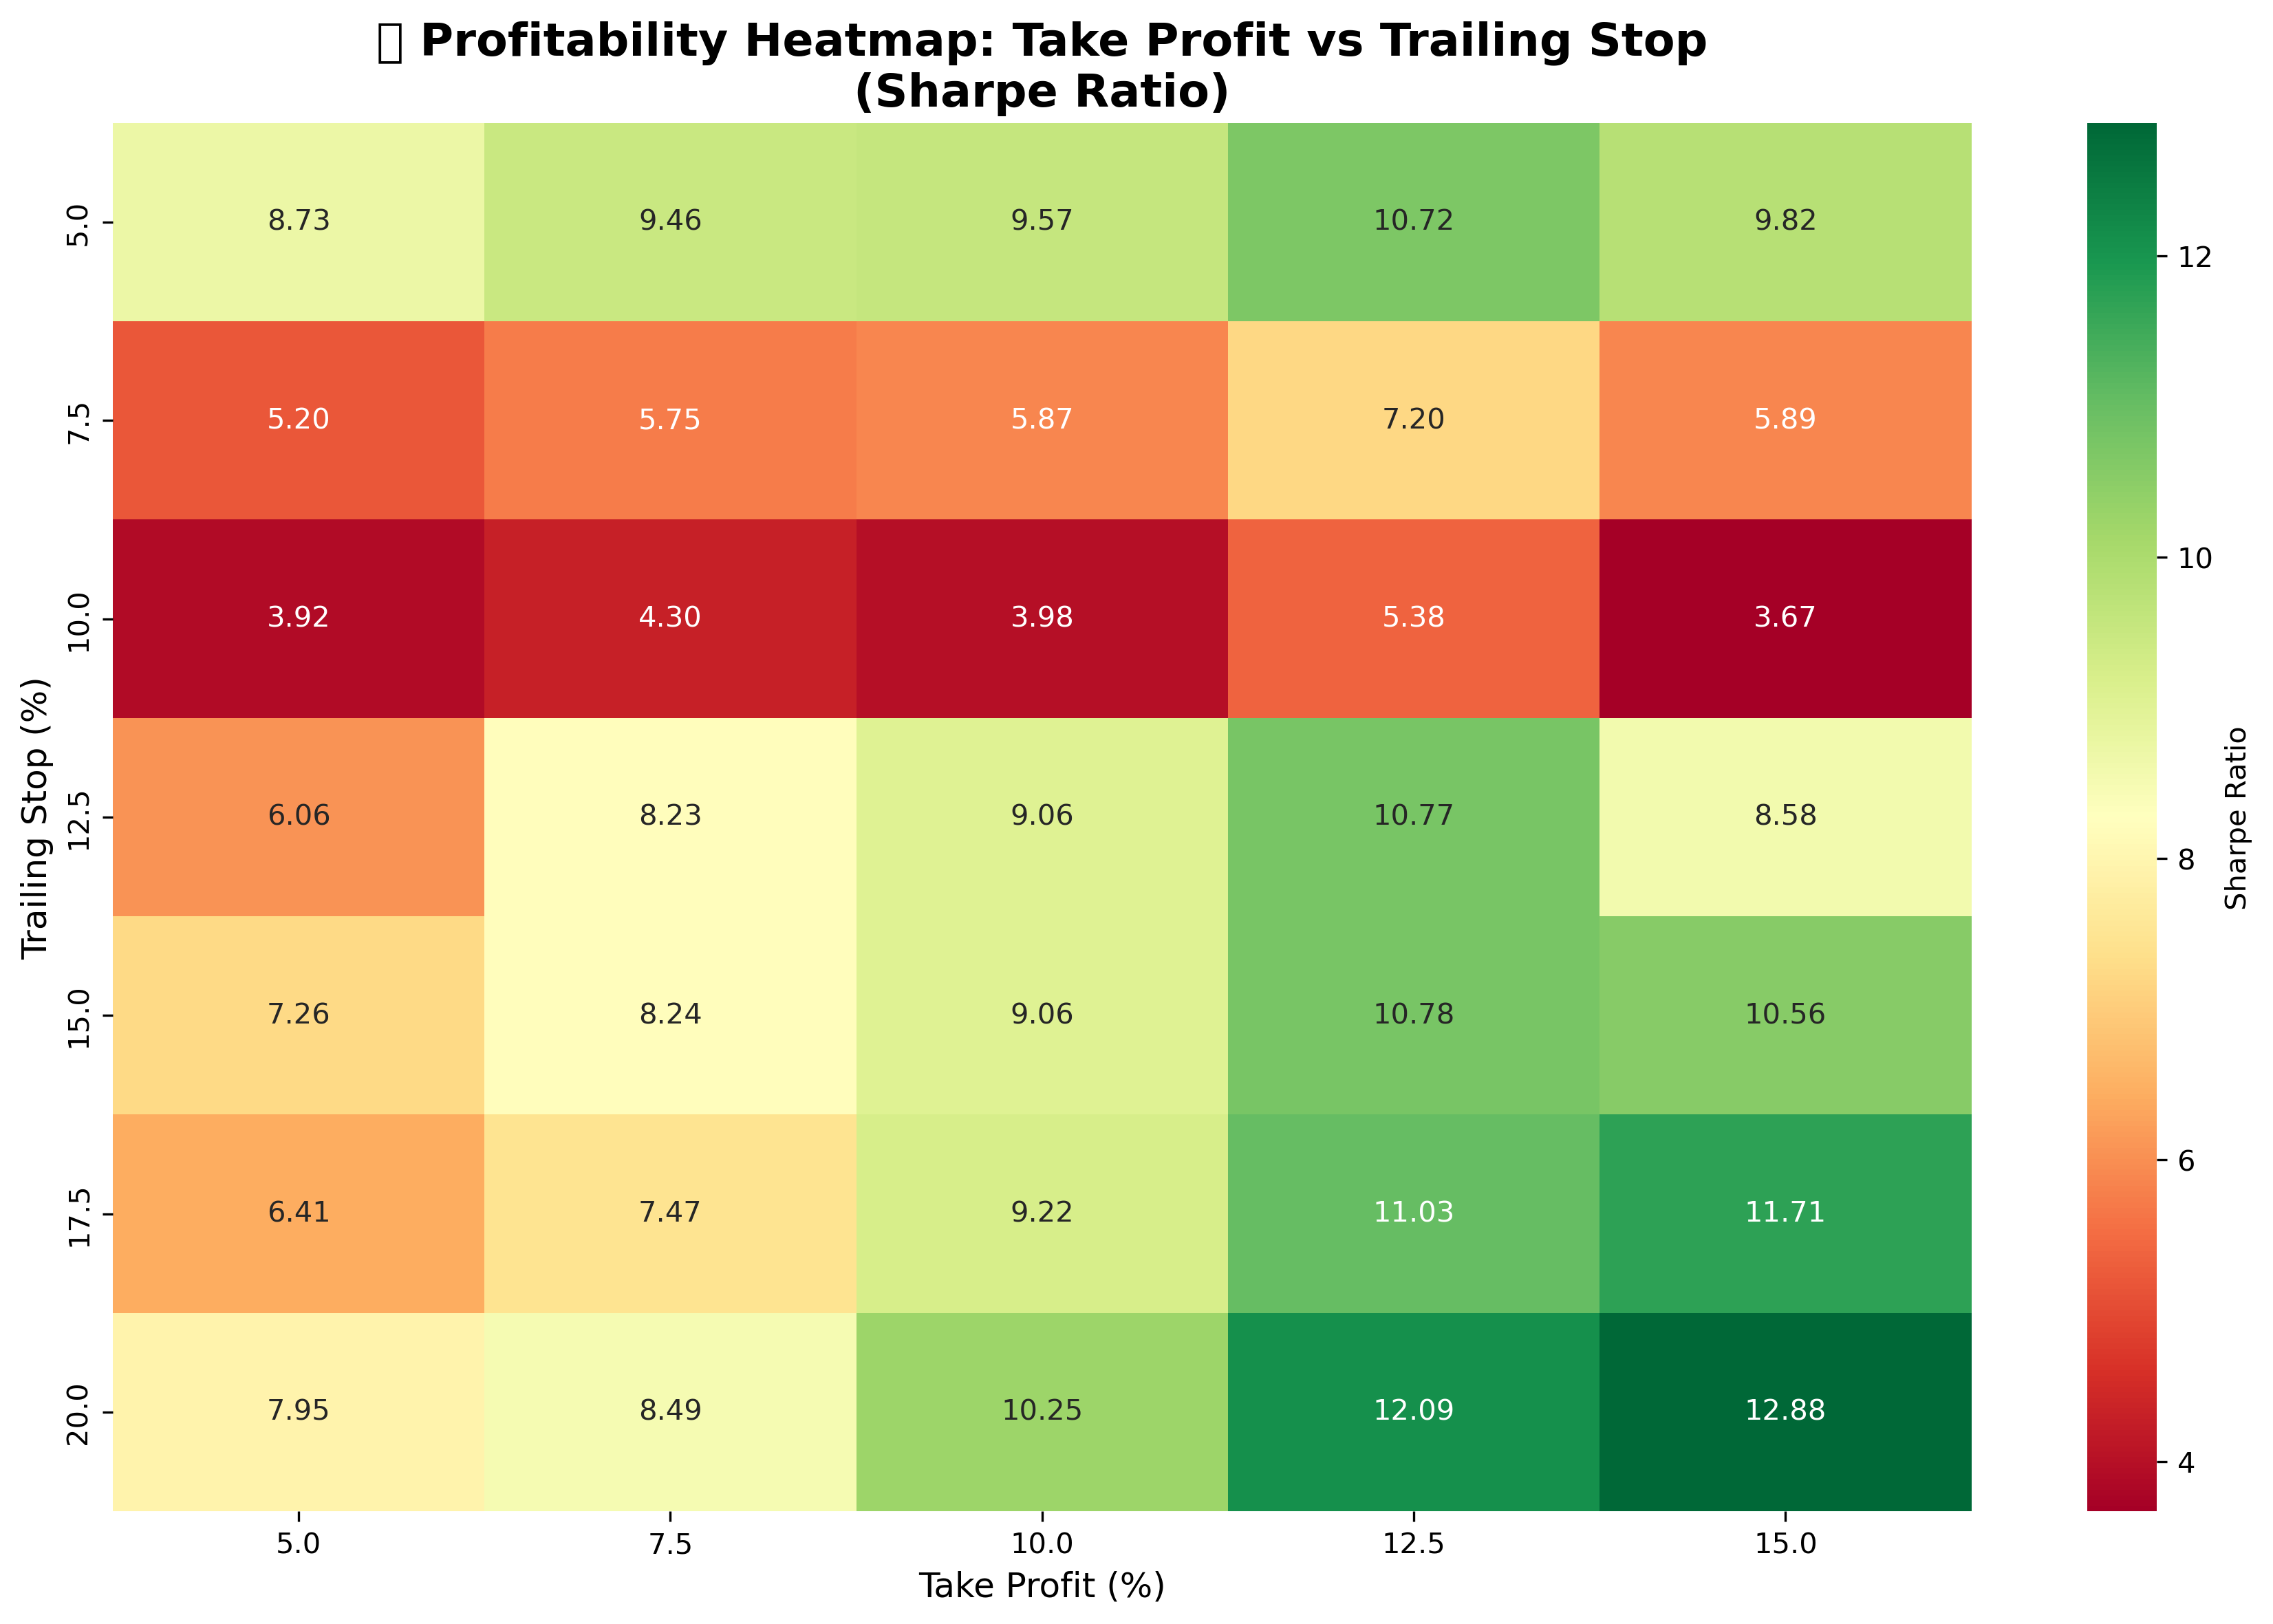 ▯ Profitability Heatmap: Take Profit vs Trailing Stop
(Sharpe Ratio)
Trailing Stop (%)
5.0 8.73 9.46 9.57 10.72 9.82
7.5 5.20 5.75 5.87 7.20 5.89
10.0 3.92 4.30 3.98 5.38 3.67
12.5 6.06 8.23 9.06 10.77 8.58
15.0 7.26 8.24 9.06 10.78 10.56
17.5 6.41 7.47 9.22 11.03 11.71
20.0 7.95 8.49 10.25 12.09 12.88
5.0 7.5 10.0 12.5 15.0
Take Profit (%)
12
10
8
6
4
Sharpe Ratio